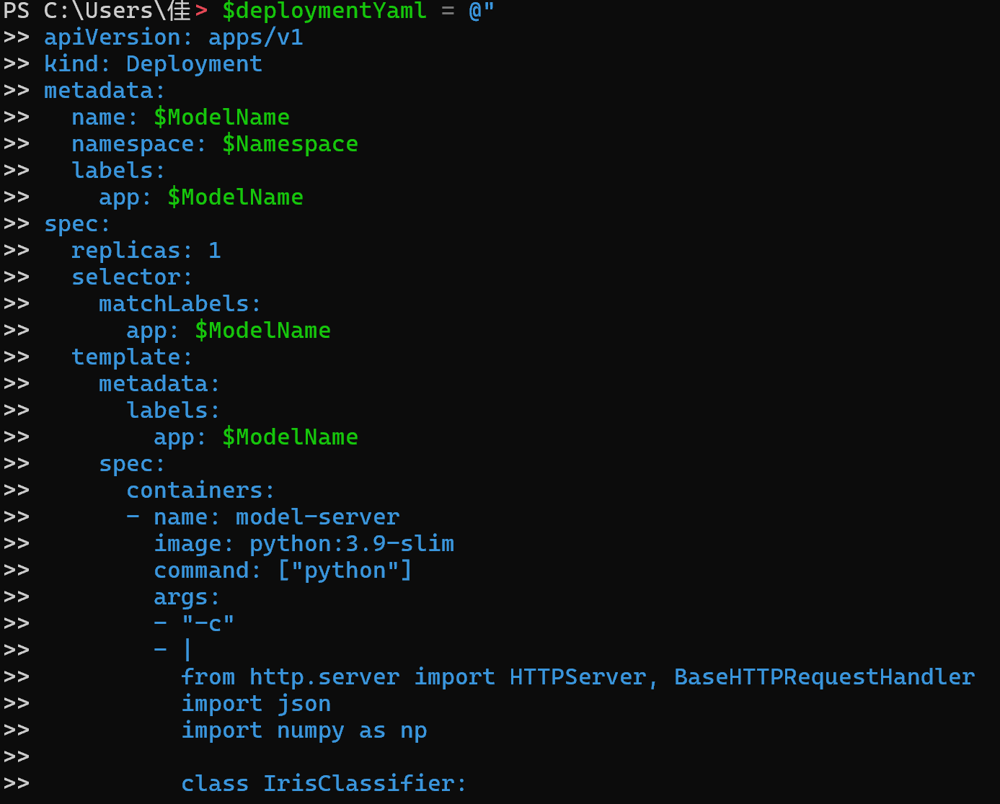 PS C:\Users\佳> $deploymentYaml = @"
>> apiVersion: apps/v1
>> kind: Deployment
>> metadata:
>>   name: $ModelName
>>   namespace: $Namespace
>>   labels:
>>     app: $ModelName
>> spec:
>>   replicas: 1
>>   selector:
>>     matchLabels:
>>       app: $ModelName
>>   template:
>>     metadata:
>>       labels:
>>         app: $ModelName
>>     spec:
>>       containers:
>>       - name: model-server
>>         image: python:3.9-slim
>>         command: ["python"]
>>         args:
>>         - "-c"
>>         - |
>>           from http.server import HTTPServer, BaseHTTPRequestHandler
>>           import json
>>           import numpy as np
>>
>>           class IrisClassifier: